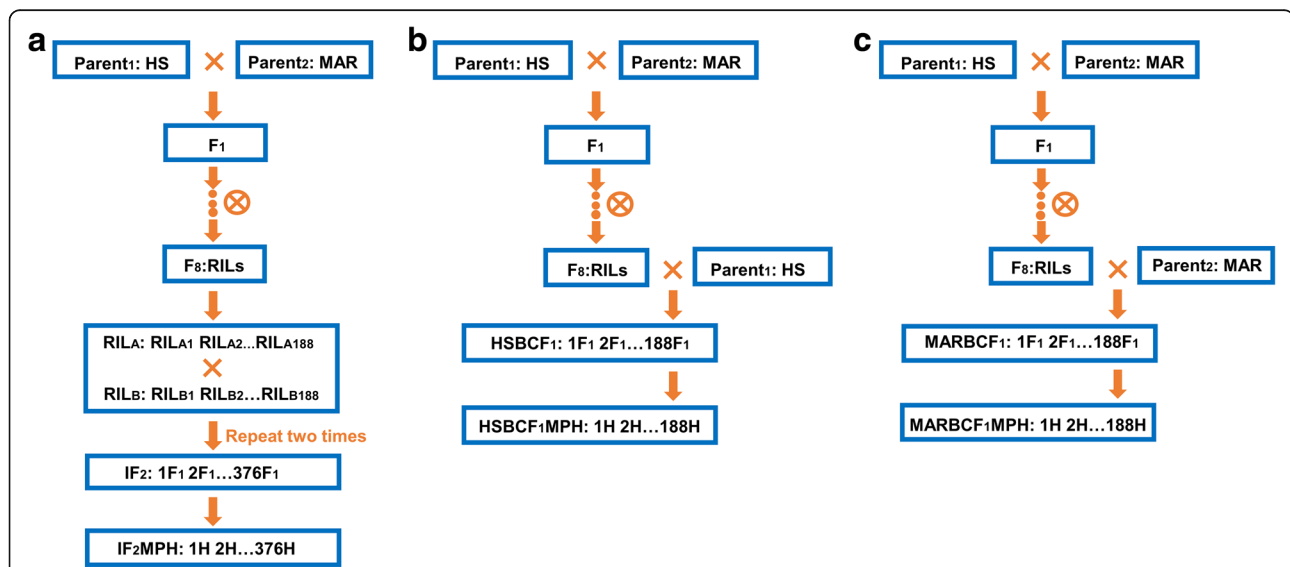 a
Parent1: HS
Parent2: MAR
F1
F8:RILs
RILA: RILA1 RILA2...RILA188
RILB: RILB1 RILB2...RILB188
Repeat two times
IF2: 1F1 2F1...376F1
IF2MPH: 1H 2H...376H
b
Parent1: HS
Parent2: MAR
F1
F8:RILs
Parent1: HS
HSBCF1: 1F1 2F1...188F1
HSBCF1MPH: 1H 2H...188H
c
Parent1: HS
Parent2: MAR
F1
F8:RILs
Parent2: MAR
MARBCF1: 1F1 2F1...188F1
MARBCF1MPH: 1H 2H...188H